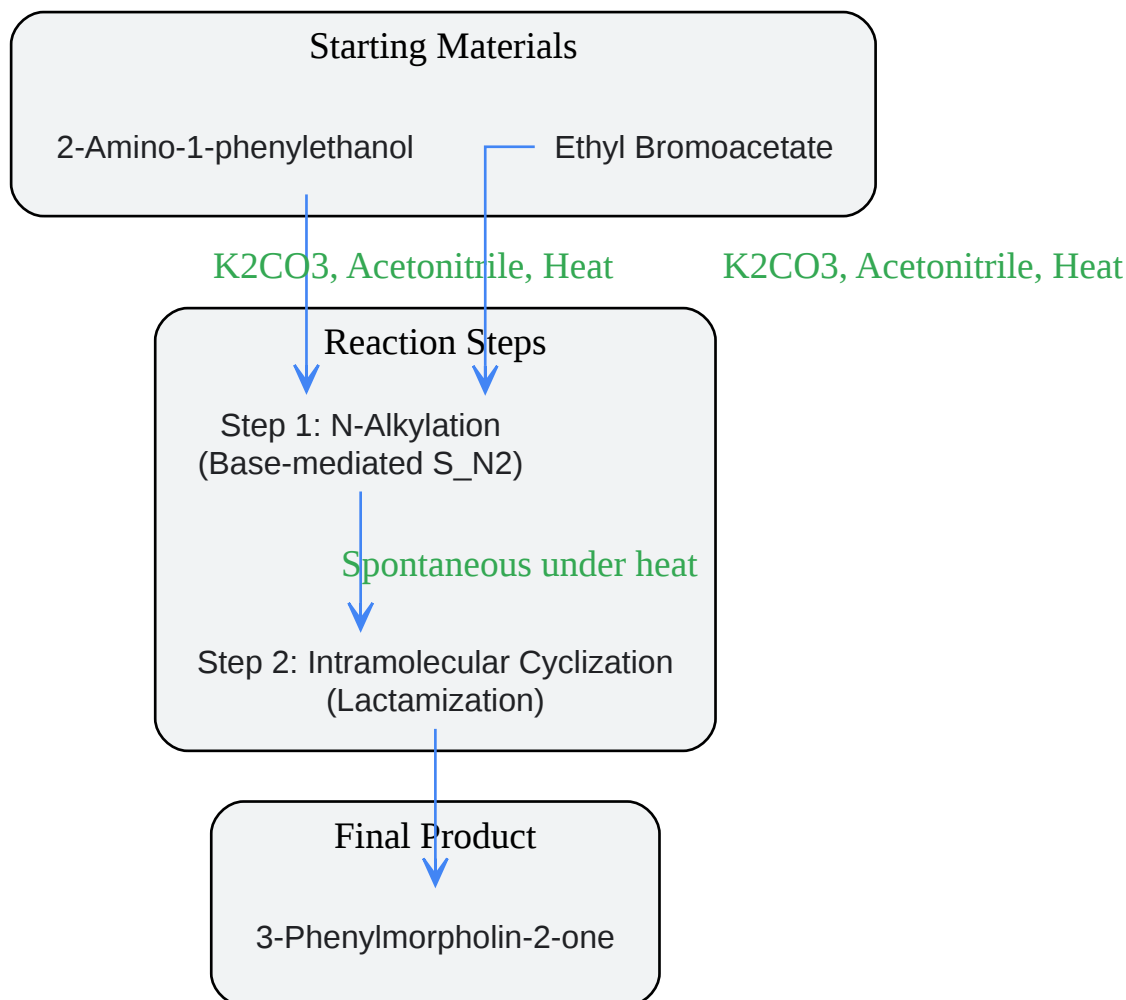 Starting Materials
2-Amino-1-phenylethanol
Ethyl Bromoacetate
K2CO3, Acetonitrile, Heat
K2CO3, Acetonitrile, Heat
Reaction Steps
Step 1: N-Alkylation
(Base-mediated S_N2)
Spontaneous under heat
Step 2: Intramolecular Cyclization
(Lactamization)
Final Product
3-Phenylmorpholin-2-one